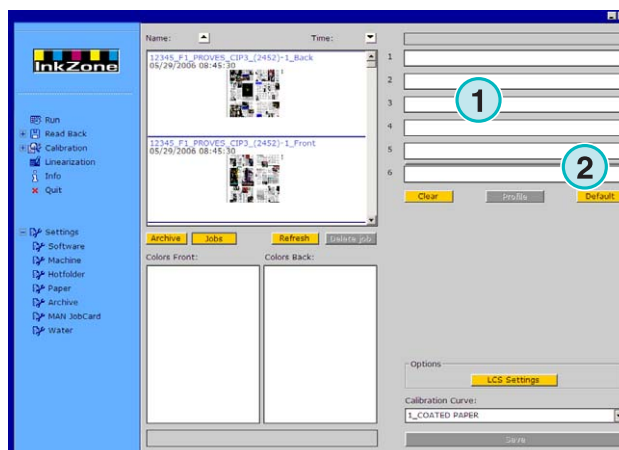 InkZone
Run
Read Back
Calibration
Linearization
Info
Quit
Settings
Software
Machine
Hotfolder
Paper
Archive
MAN JobCard
Water
Name:
Time:
12345_F1_PROVES_CIP3_(2452)-1_Back
05/29/2006 08:45:30
12345_F1_PROVES_CIP3_(2452)-1_Front
05/29/2006 08:45:30
Archive
Jobs
Refresh
Delete job
Colors Front:
Colors Back:
1
2
3
4
5
6
1
2
Clear
Profile
Default
Options
LCS Settings
Calibration Curve:
1_COATED PAPER
Save